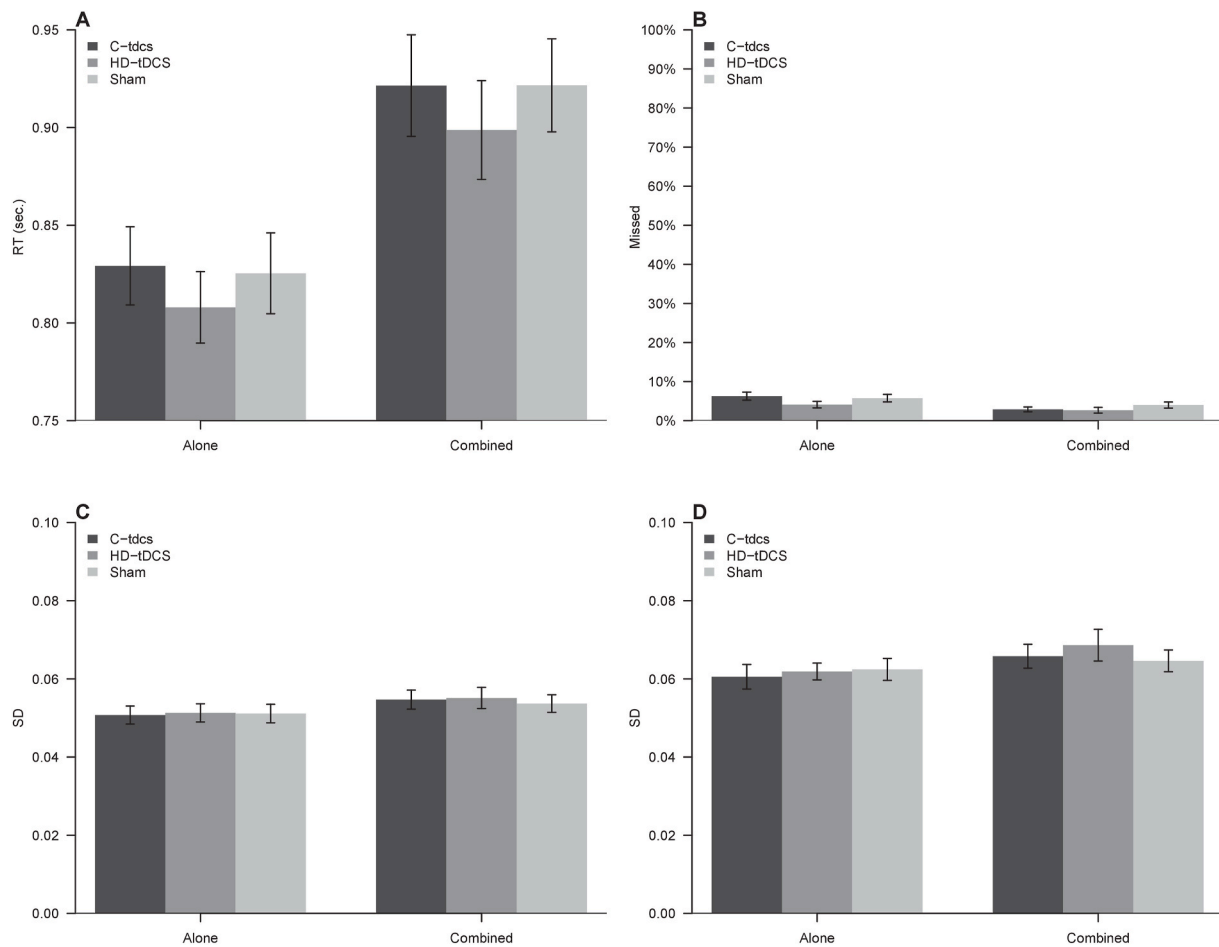 A
0.95
0.90
0.85
0.80
0.75
RT (sec.)
C−tdcs
HD−tDCS
Sham
Alone
Combined
B
100%
90%
80%
70%
60%
50%
40%
30%
20%
10%
0%
Missed
C−tdcs
HD−tDCS
Sham
Alone
Combined
C
0.10
0.08
0.06
0.04
0.02
0.00
SD
C−tdcs
HD−tDCS
Sham
Alone
Combined
D
0.10
0.08
0.06
0.04
0.02
0.00
SD
C−tdcs
HD−tDCS
Sham
Alone
Combined